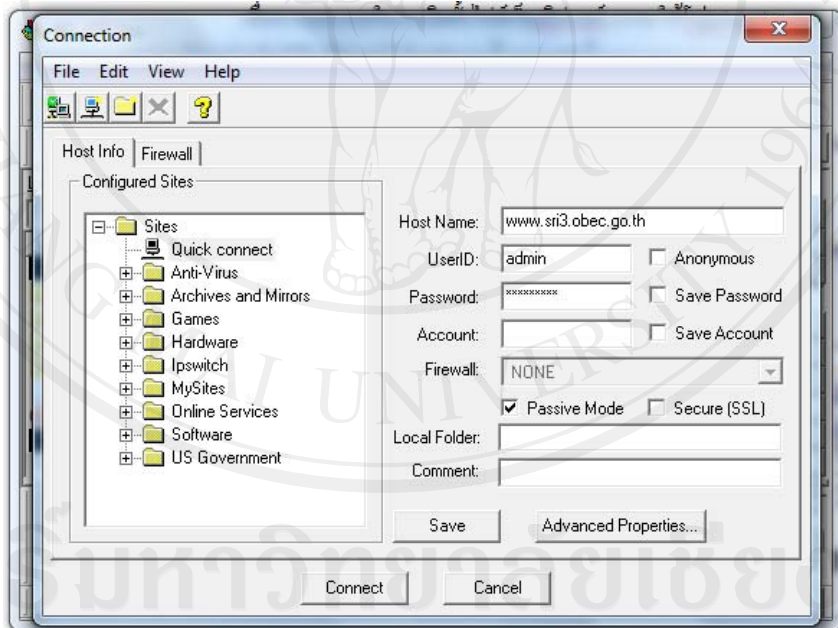 Connection
File Edit View Help
Host Info
Firewall
Configured Sites
Sites
Quick connect
Anti-Virus
Archives and Mirrors
Games
Hardware
Ipswitch
MySites
Online Services
Software
US Government
Host Name: www.sri3.obec.go.th
UserID: admin Anonymous
Password: ********* Save Password
Account: Save Account
Firewall: NONE
Passive Mode Secure (SSL)
Local Folder:
Comment:
Save Advanced Properties...
Connect Cancel